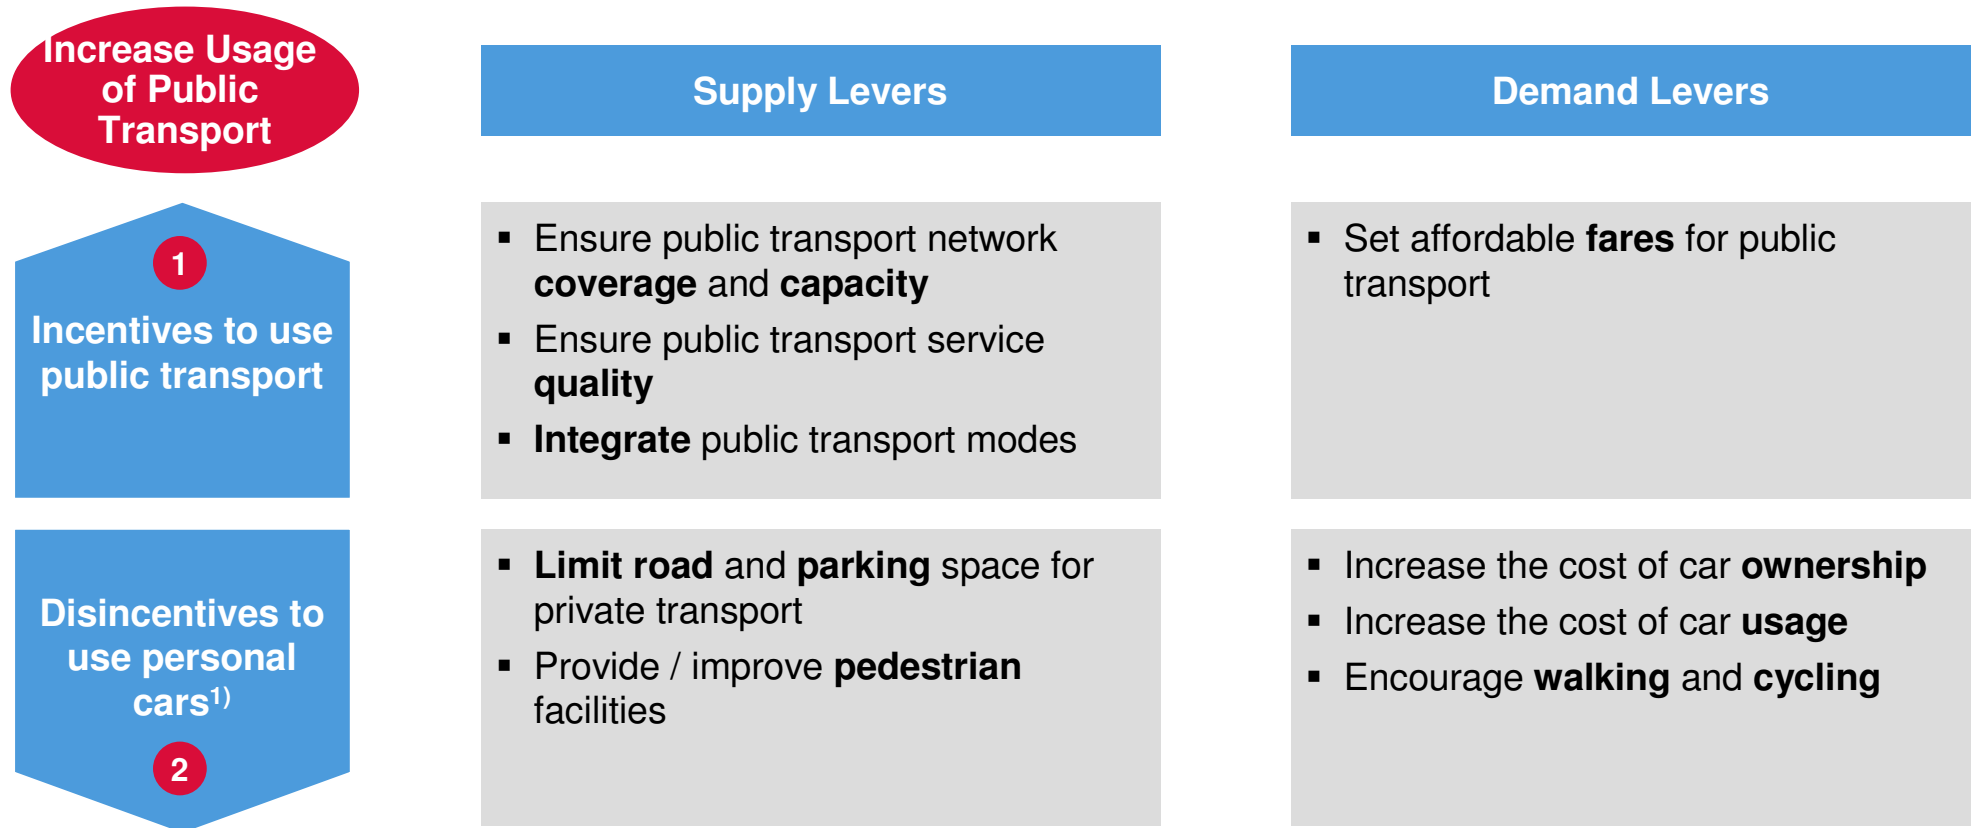 Increase Usage
of Public
Transport
Supply Levers
Demand Levers
1
Incentives to use
public transport
▪ Ensure public transport network
coverage and capacity
▪ Ensure public transport service
quality
▪ Integrate public transport modes
▪ Set affordable fares for public
transport
Disincentives to
use personal
cars¹⁾
2
▪ Limit road and parking space for
private transport
▪ Provide / improve pedestrian
facilities
▪ Increase the cost of car ownership
▪ Increase the cost of car usage
▪ Encourage walking and cycling